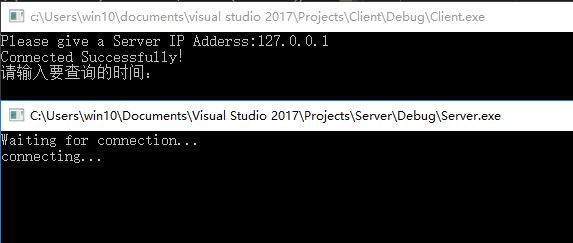 c:\Users\win10\documents\visual studio 2017\Projects\Client\Debug\Client.exe
Please give a Server IP Adderss:127.0.0.1
Connected Successfully!
请输入要查询的时间：
C:\Users\win10\Documents\Visual Studio 2017\Projects\Server\Debug\Server.exe
Waiting for connection...
connecting...